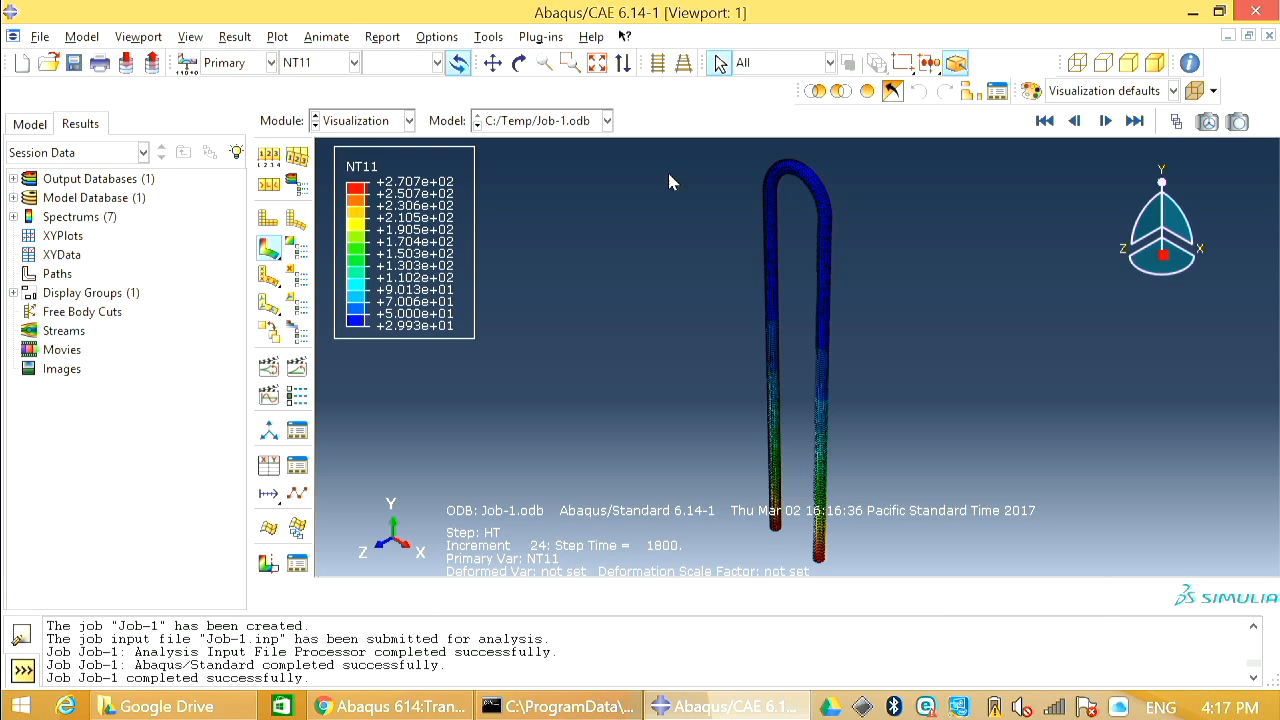 Abaqus/CAE 6.14-1 [Viewport: 1]
File Model Viewport View Result Plot Animate Report Options Tools Plug-ins Help
Primary NT11 All
Visualization defaults
Model Results Module: Visualization Model: C:/Temp/Job-1.odb
Session Data
Output Databases (1)
Model Database (1)
Spectrums (7)
XYPlots
XYData
Paths
Display Groups (1)
Free Body Cuts
Streams
Movies
Images
NT11
+2.707e+02
+2.507e+02
+2.306e+02
+2.105e+02
+1.905e+02
+1.704e+02
+1.503e+02
+1.303e+02
+1.102e+02
+9.013e+01
+7.006e+01
+5.000e+01
+2.993e+01
Y
Z X
Y
Z X
ODB: Job-1.odb Abaqus/Standard 6.14-1 Thu Mar 02 16:16:36 Pacific Standard Time 2017
Step: HT
Increment 24: Step Time = 1800.
Primary Var: NT11
Deformed Var: not set Deformation Scale Factor: not set
SIMULIA
The job "Job-1" has been created.
The job input file "Job-1.inp" has been submitted for analysis.
Job Job-1: Analysis Input File Processor completed successfully.
Job Job-1: Abaqus/Standard completed successfully.
Job Job-1 completed successfully.
Google Drive Abaqus 614:Tran... C:\ProgramData\... Abaqus/CAE 6.1... ENG 4:17 PM